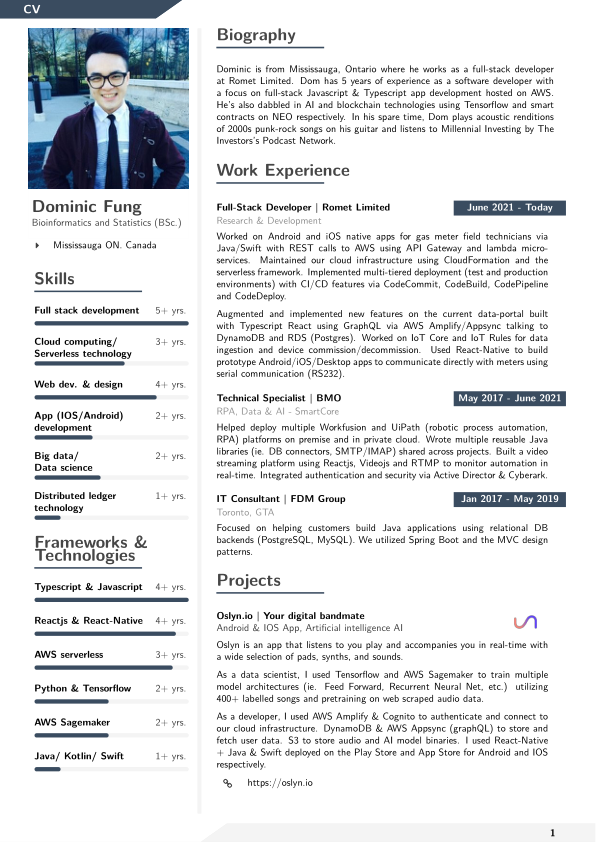 CV
Dominic Fung
Bioinformatics and Statistics (BSc.)
Mississauga ON. Canada
Skills
Full stack development 5+ yrs.
Cloud computing/ 3+ yrs.
Serverless technology
Web dev. & design 4+ yrs.
App (IOS/Android) 2+ yrs.
development
Big data/ 2+ yrs.
Data science
Distributed ledger 1+ yrs.
technology
Frameworks &
Technologies
Typescript & Javascript 4+ yrs.
Reactjs & React-Native 4+ yrs.
AWS serverless 3+ yrs.
Python & Tensorflow 2+ yrs.
AWS Sagemaker 2+ yrs.
Java/ Kotlin/ Swift 1+ yrs.
Biography
Dominic is from Mississauga, Ontario where he works as a full-stack developer
at Romet Limited. Dom has 5 years of experience as a software developer with
a focus on full-stack Javascript & Typescript app development hosted on AWS.
He's also dabbled in AI and blockchain technologies using Tensorflow and smart
contracts on NEO respectively. In his spare time, Dom plays acoustic renditions
of 2000s punk-rock songs on his guitar and listens to Millennial Investing by The
Investor's Podcast Network.
Work Experience
Full-Stack Developer | Romet Limited June 2021 - Today
Research & Development
Worked on Android and iOS native apps for gas meter field technicians via
Java/Swift with REST calls to AWS using API Gateway and lambda micro-
services. Maintained our cloud infrastructure using CloudFormation and the
serverless framework. Implemented multi-tiered deployment (test and production
environments) with CI/CD features via CodeCommit, CodeBuild, CodePipeline
and CodeDeploy.
Augmented and implemented new features on the current data-portal built
with Typescript React using GraphQL via AWS Amplify/Appsync talking to
DynamoDB and RDS (Postgres). Worked on IoT Core and IoT Rules for data
ingestion and device commission/decommission. Used React-Native to build
prototype Android/iOS/Desktop apps to communicate directly with meters using
serial communication (RS232).
Technical Specialist | BMO May 2017 - June 2021
RPA, Data & AI - SmartCore
Helped deploy multiple Workfusion and UiPath (robotic process automation,
RPA) platforms on premise and in private cloud. Wrote multiple reusable Java
libraries (ie. DB connectors, SMTP/IMAP) shared across projects. Built a video
streaming platform using Reactjs, Videojs and RTMP to monitor automation in
real-time. Integrated authentication and security via Active Director & Cyberark.
IT Consultant | FDM Group Jan 2017 - May 2019
Toronto, GTA
Focused on helping customers build Java applications using relational DB
backends (PostgreSQL, MySQL). We utilized Spring Boot and the MVC design
patterns.
Projects
Oslyn.io | Your digital bandmate
Android & IOS App, Artificial intelligence AI
Oslyn is an app that listens to you play and accompanies you in real-time with
a wide selection of pads, synths, and sounds.
As a data scientist, I used Tensorflow and AWS Sagemaker to train multiple
model architectures (ie. Feed Forward, Recurrent Neural Net, etc.) utilizing
400+ labelled songs and pretraining on web scraped audio data.
As a developer, I used AWS Amplify & Cognito to authenticate and connect to
our cloud infrastructure. DynamoDB & AWS Appsync (graphQL) to store and
fetch user data. S3 to store audio and AI model binaries. I used React-Native
+ Java & Swift deployed on the Play Store and App Store for Android and IOS
respectively.
https://oslyn.io
1